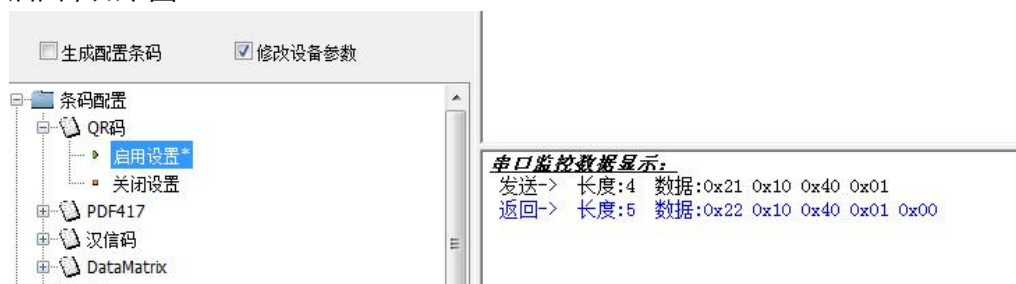 生成配置条码
修改设备参数
条码配置
QR码
启用设置*
关闭设置
PDF417
汉信码
DataMatrix
串口监控数据显示:
发送-> 长度:4 数据:0x21 0x10 0x40 0x01
返回-> 长度:5 数据:0x22 0x10 0x40 0x01 0x00